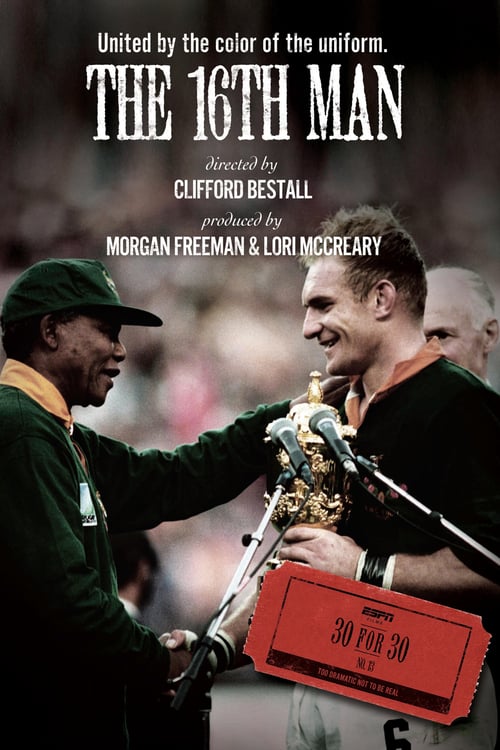 United by the color of the uniform.
THE 16TH MAN
directed by
CLIFFORD BESTALL
produced by
MORGAN FREEMAN & LORI MCCREARY
ESPN
FILMS
30 FOR 30
NO. 13
TOO DRAMATIC NOT TO BE REAL
6